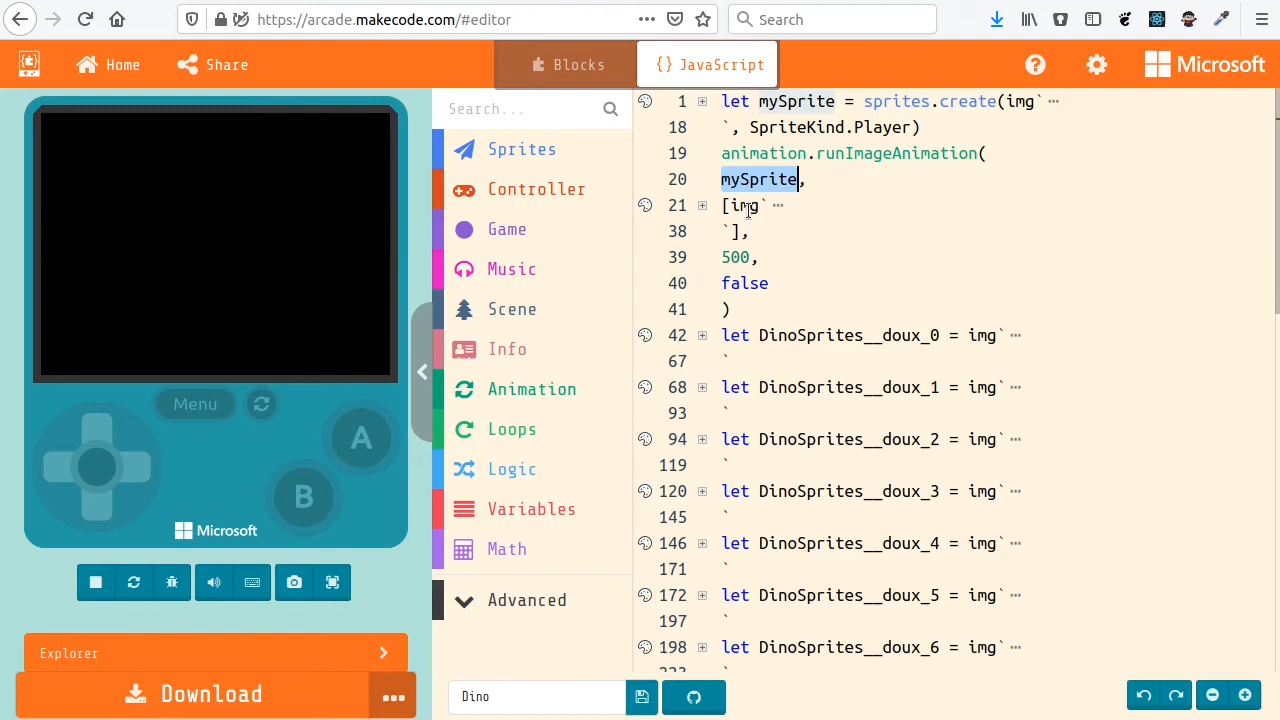 https://arcade.makecode.com/#editor
Search
Home
Share
Blocks
{} JavaScript
Microsoft
Menu
A
B
Microsoft
Explorer
Download
Search...
Sprites
Controller
Game
Music
Scene
Info
Animation
Loops
Logic
Variables
Math
Advanced
1 let mySprite = sprites.create(img`
18 `, SpriteKind.Player)
19 animation.runImageAnimation(
20 mySprite,
21 [img`
38 `],
39 500,
40 false
41 )
42 let DinoSprites__doux_0 = img`
67 `
68 let DinoSprites__doux_1 = img`
93 `
94 let DinoSprites__doux_2 = img`
119 `
120 let DinoSprites__doux_3 = img`
145 `
146 let DinoSprites__doux_4 = img`
171 `
172 let DinoSprites__doux_5 = img`
197 `
198 let DinoSprites__doux_6 = img`
Dino